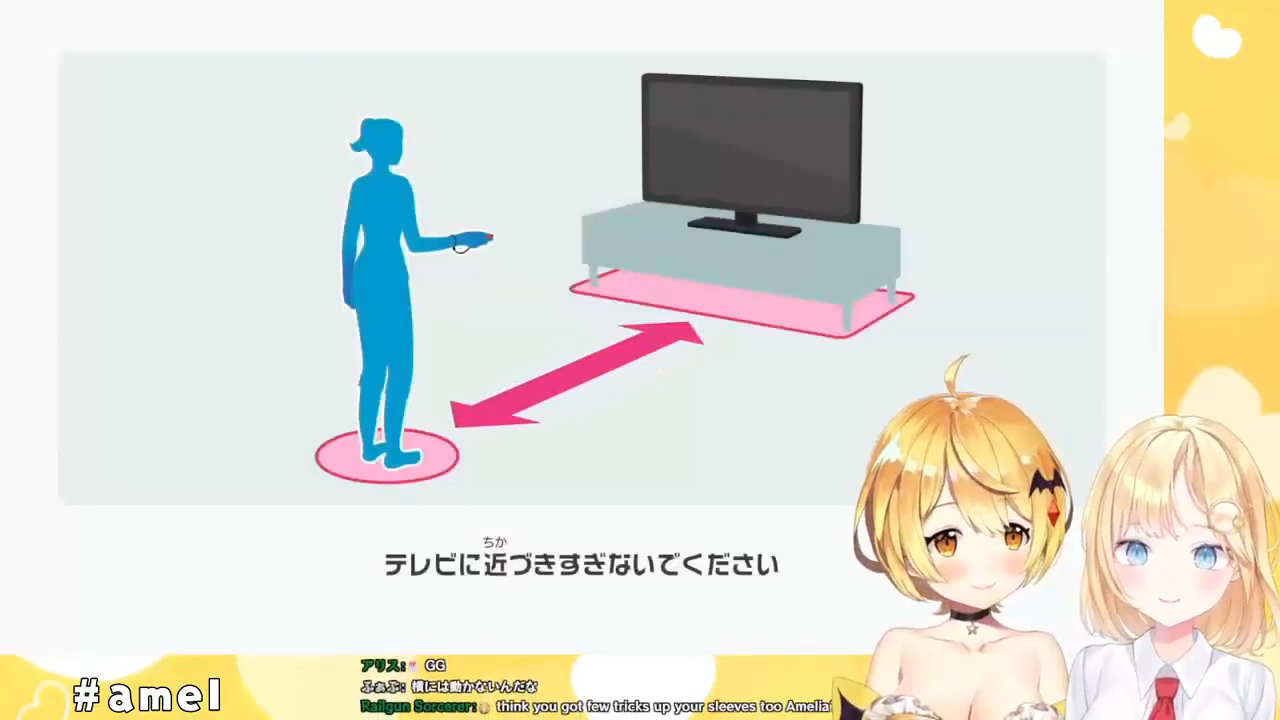 ちか
テレビに近づきすぎないでください
アリス: GG
ふぁぶ: 横には動かないんだな
Railgun Sorcerer: think you got few tricks up your sleeves too Amelia
#amel